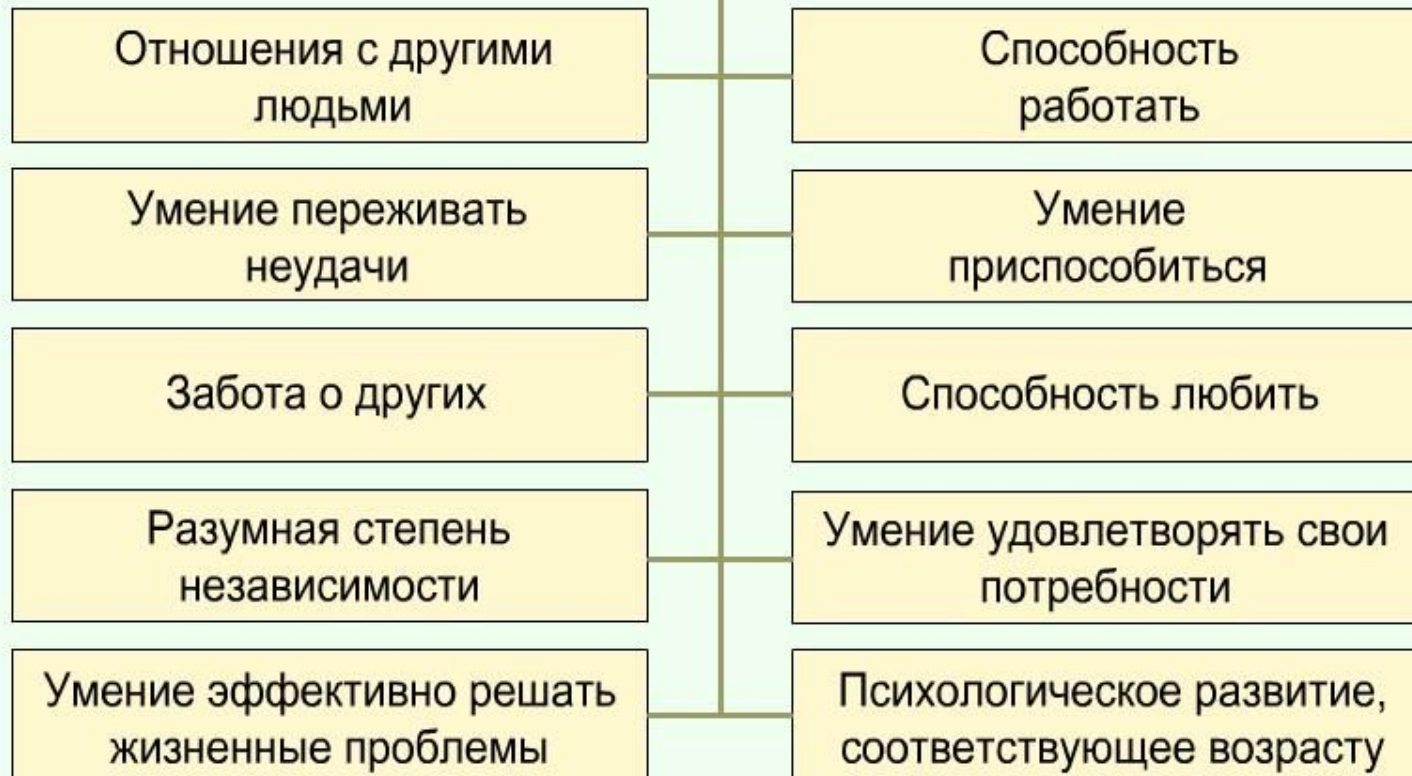 Отношения с другими
людьми
Способность
работать
Умение переживать
неудачи
Умение
приспособиться
Забота о других
Способность любить
Разумная степень
независимости
Умение удовлетворять свои
потребности
Умение эффективно решать
жизненные проблемы
Психологическое развитие,
соответствующее возрасту